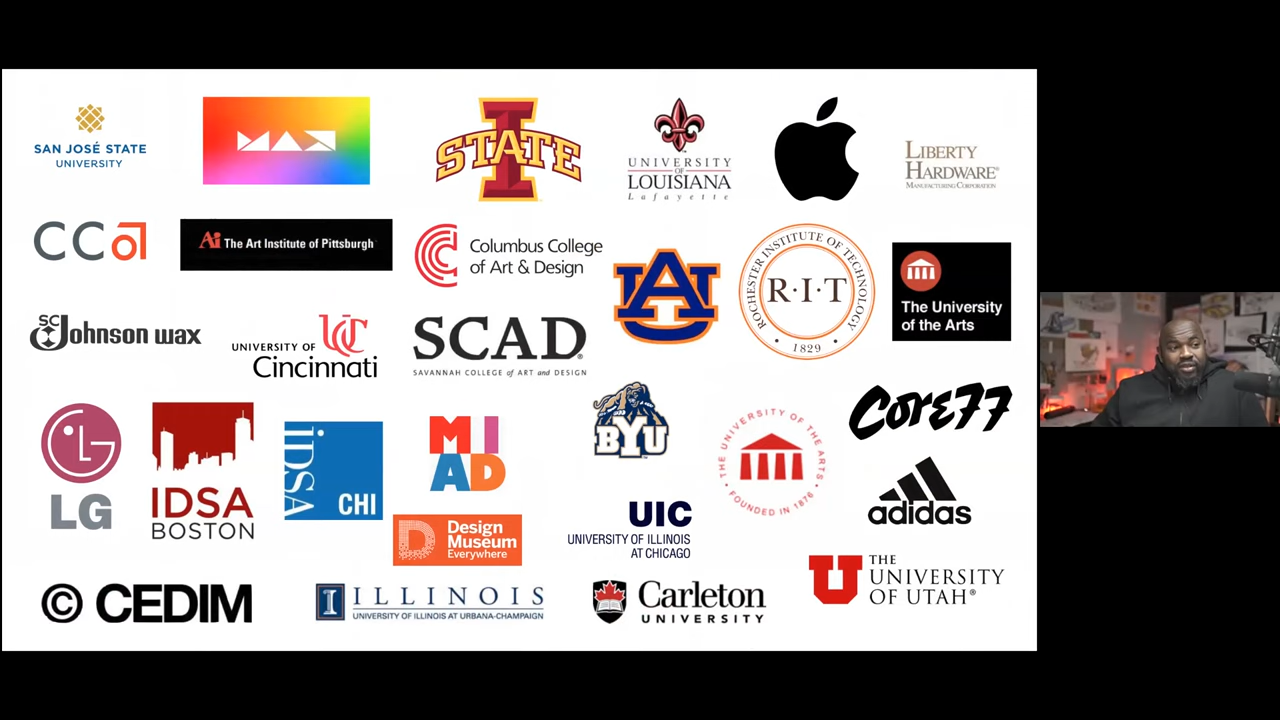 SAN JOSÉ STATE
UNIVERSITY
STATE
UNIVERSITY
OF
LOUISIANA
Lafayette
LIBERTY
HARDWARE®
MANUFACTURING CORPORATION
CCA
Ai The Art Institute of Pittsburgh
Columbus College
of Art & Design
AU
ROCHESTER INSTITUTE OF TECHNOLOGY
R·I·T
· 1829 ·
The University
of the Arts
SC Johnson wax
UC
UNIVERSITY OF
Cincinnati
SCAD®
SAVANNAH COLLEGE of ART and DESIGN
LG
LG
IDSA
BOSTON
iDSA
CHI
MI
AD
BYU
THE UNIVERSITY OF THE ARTS
· FOUNDED IN 1876 ·
CORE77
adidas
D
Design
Museum
Everywhere
UIC
UNIVERSITY OF ILLINOIS
AT CHICAGO
© CEDIM
I ILLINOIS
UNIVERSITY OF ILLINOIS AT URBANA-CHAMPAIGN
Carleton
UNIVERSITY
U THE
UNIVERSITY
OF UTAH®